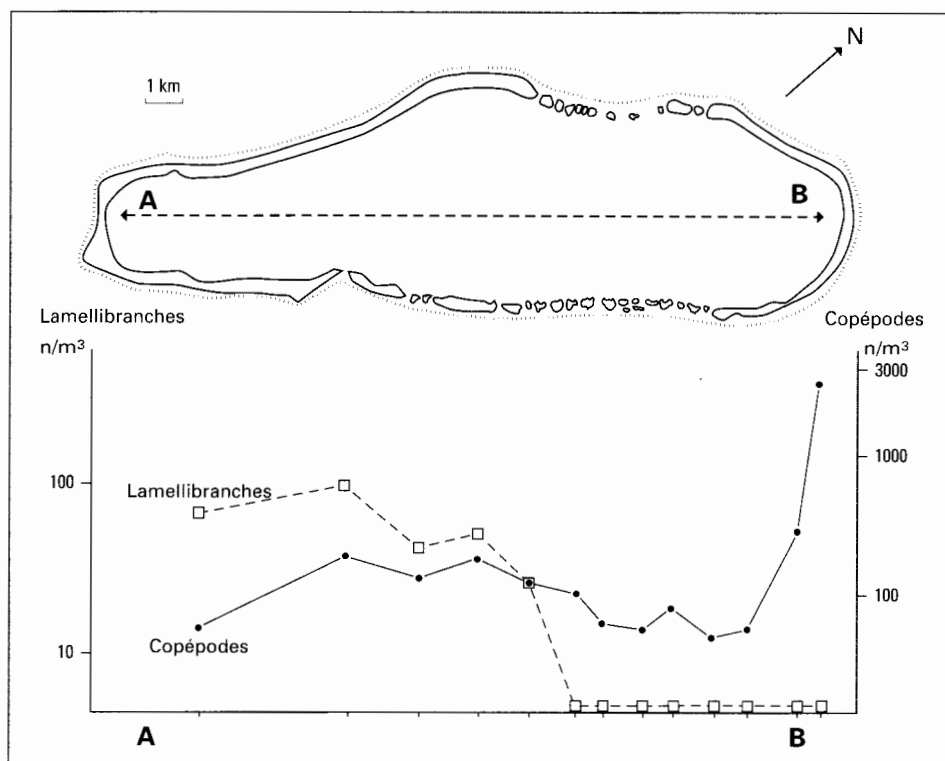 N
1 km
A
B
Lamellibranches
n/m³
Copépodes
n/m³
3000
1000
100
100
10
Lamellibranches
Copépodes
A
B